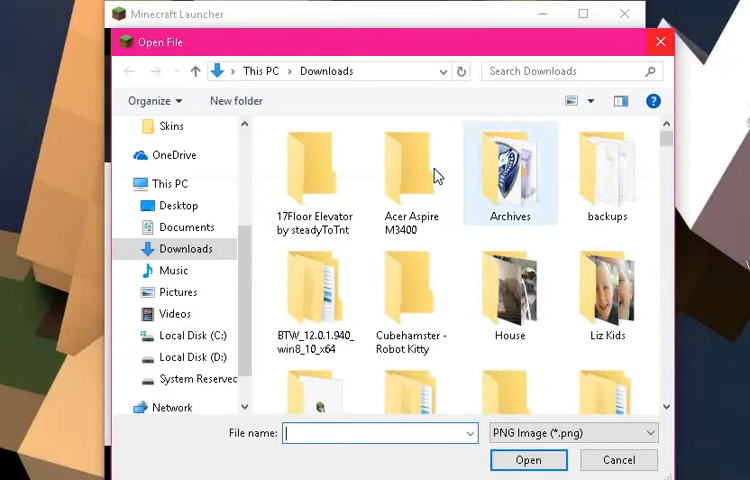 Minecraft Launcher
Open File
This PC
Downloads
Search Downloads
Organize
New folder
Skins
OneDrive
This PC
Desktop
Documents
Downloads
Music
Pictures
Videos
Local Disk (C:)
Local Disk (D:)
System Reserved
Network
17Floor Elevator
by steadyToTnt
Acer Aspire
M3400
Archives
backups
BTW_12.0.1.940_
win8_10_x64
Cubehamster -
Robot Kitty
House
Liz Kids
File name:
PNG Image (*.png)
Open
Cancel